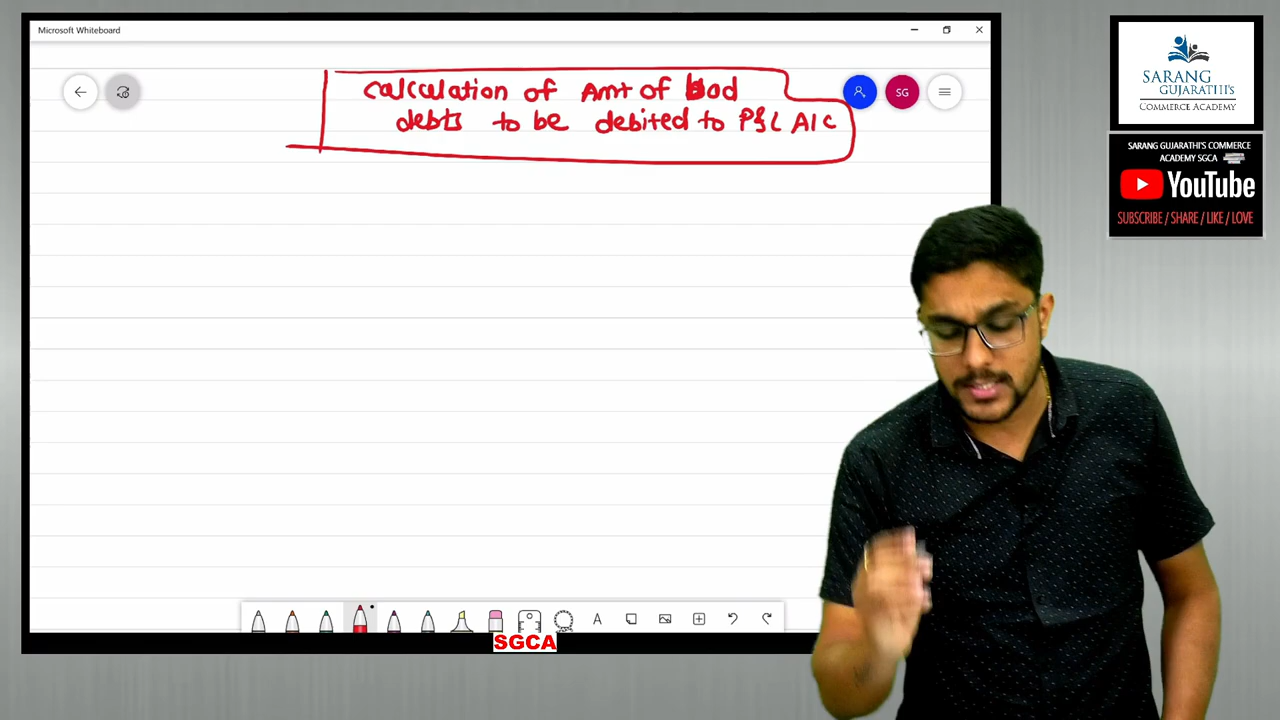 Microsoft Whiteboard
calculation of Amt of bad
debts to be debited to P&L A/c
SG
A
SGCA
SARANG
GUJARATHI'S
COMMERCE ACADEMY
SARANG GUJARATHI'S COMMERCE
ACADEMY SGCA
YouTube
SUBSCRIBE / SHARE / LIKE / LOVE